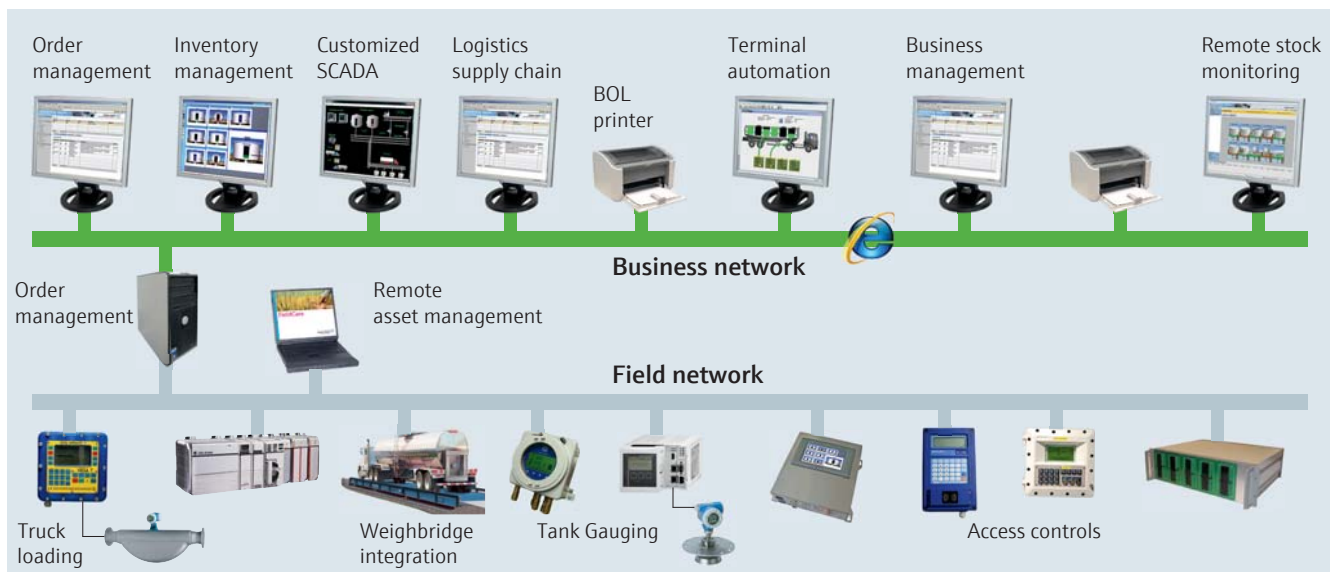 Order
management
Inventory
management
Customized
SCADA
Logistics
supply chain
BOL
printer
Terminal
automation
Business
management
Remote stock
monitoring
Business network
Order
management
Remote
asset management
FieldCare
Field network
Truck
loading
Weighbridge
integration
Tank Gauging
Access controls